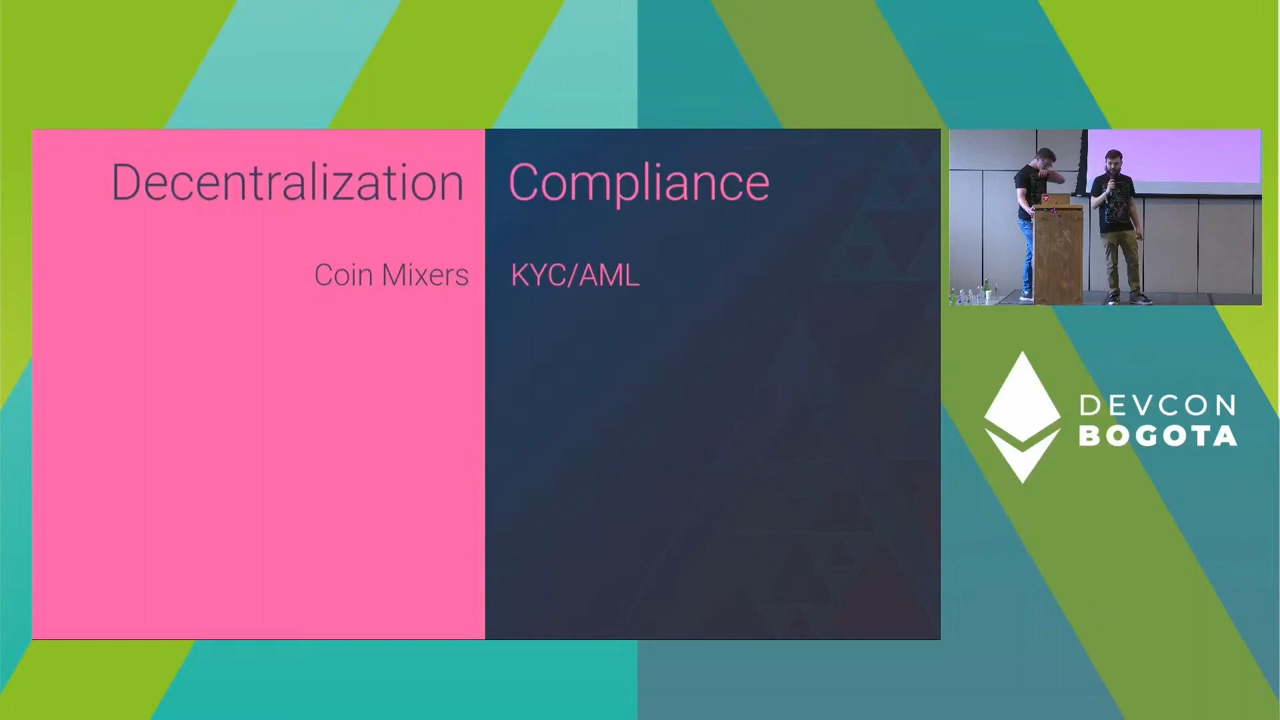 Decentralization
Compliance
Coin Mixers
KYC/AML
DEVCON
BOGOTA